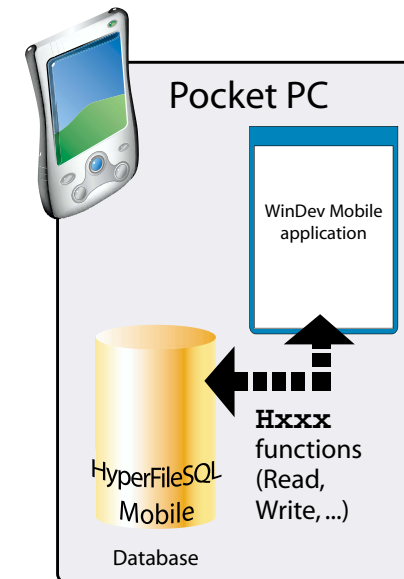 Pocket PC
WinDev Mobile
application
Hxxx
functions
(Read,
Write, ...)
HyperFileSQL
Mobile
Database